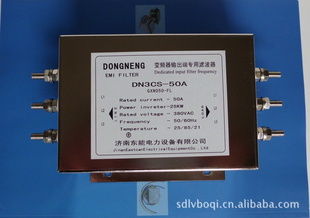 DONGNENG
EMI FILTER
变频器输出端专用滤波器
Dedicated input filter frequency
DN3CS-50A
GXW050-FL
Rated current - 50A
Power inverter-25KW
Rated voltage - 380VAC
Frequency - 50/60Hz
Temperature - 25/85/21
济南东能电力设备有限公司
sdlvboqi.cn.alibaba.com